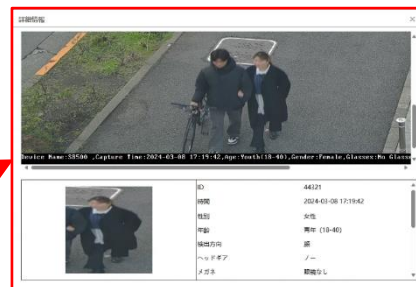 詳細情報
Device Name:38500 ,Capture Time:2024-03-08 17:19:42,Age:Youth(18-40),Gender:Female,Glasses:No Glass
ID 44321
時間 2024-03-08 17:19:42
性別 女性
年齢 青年 (18-40)
検出方向
ヘッドギア ノー
メガネ 眼鏡なし